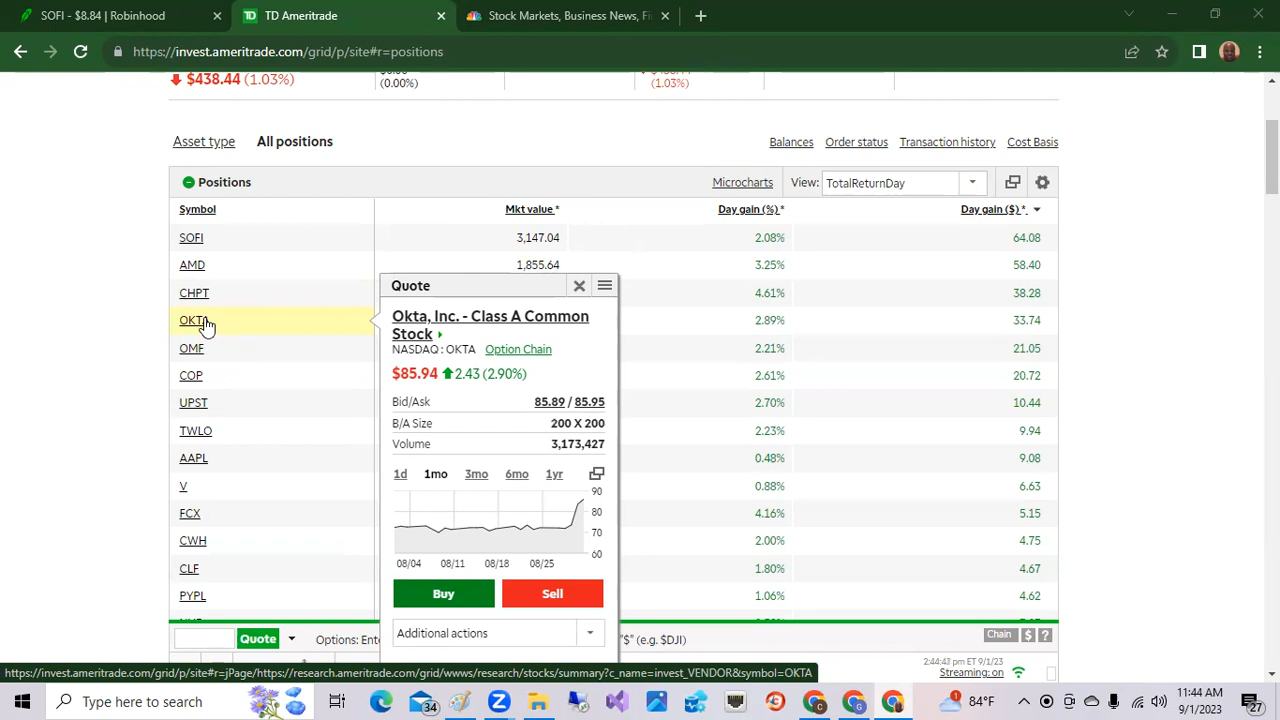 SOFI - $8.84 | Robinhood
TD Ameritrade
Stock Markets, Business News, Fi
https://invest.ameritrade.com/grid/p/site#r=positions
$438.44 (1.03%)
(0.00%)
(1.03%)
Asset type All positions Balances Order status Transaction history Cost Basis
Positions Microcharts View: TotalReturnDay
Symbol Mkt value * Day gain (%) * Day gain ($) *
SOFI 3,147.04 2.08% 64.08
AMD 1,855.64 3.25% 58.40
CHPT 4.61% 38.28
OKTA 2.89% 33.74
OMF 2.21% 21.05
COP 2.61% 20.72
UPST 2.70% 10.44
TWLO 2.23% 9.94
AAPL 0.48% 9.08
V 0.88% 6.63
FCX 4.16% 5.15
CWH 2.00% 4.75
CLF 1.80% 4.67
PYPL 1.06% 4.62
Quote
Okta, Inc. - Class A Common
Stock
NASDAQ : OKTA Option Chain
$85.94 2.43 (2.90%)
Bid/Ask 85.89 / 85.95
B/A Size 200 X 200
Volume 3,173,427
1d 1mo 3mo 6mo 1yr
90
80
70
60
08/04 08/11 08/18 08/25
Buy Sell
Additional actions
Quote Options: Ente "$" (e.g. $DJI) Chain $ ?
2:44:43 pm ET 9/1/23
Streaming: on
https://invest.ameritrade.com/grid/p/site#r=jPage/https://research.ameritrade.com/grid/wwws/research/stocks/summary?c_name=invest_VENDOR&symbol=OKTA
Type here to search 34 84°F 11:44 AM
9/1/2023 27